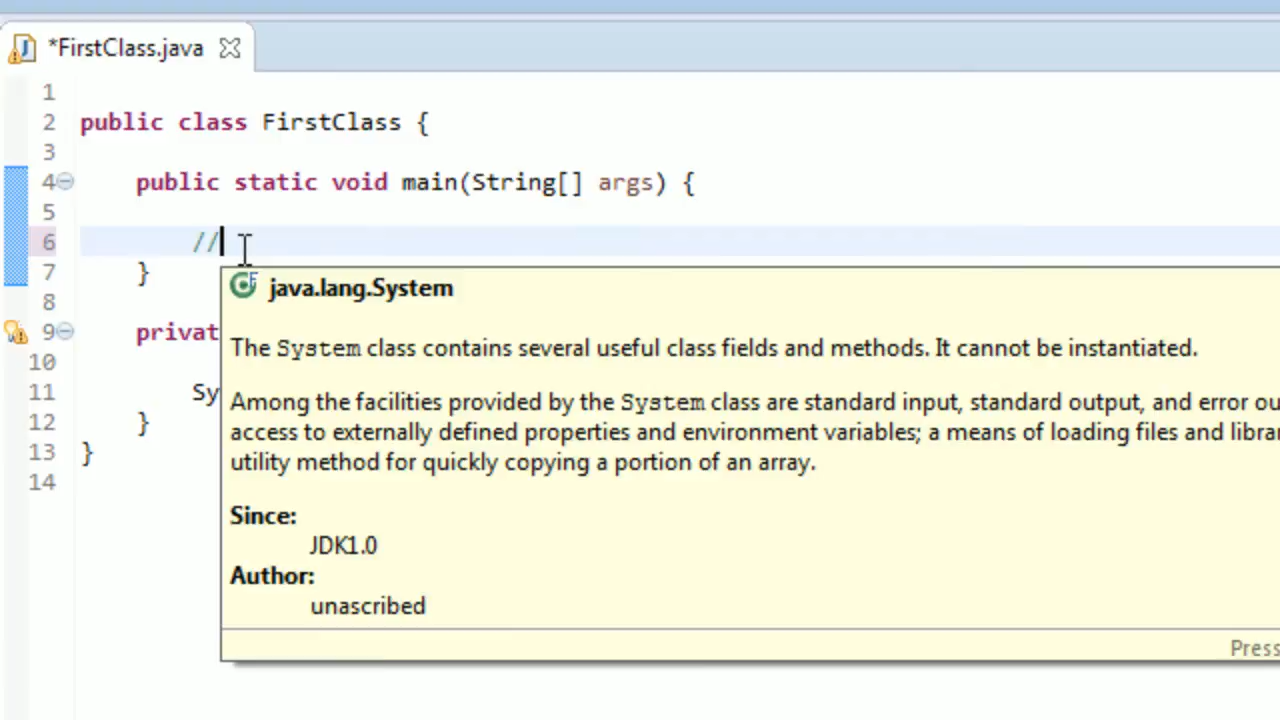 *FirstClass.java
1
2 public class FirstClass {
3
4 public static void main(String[] args) {
5
6 //
7 }
8
9 privat
10
11 Sy
12 }
13 }
14
java.lang.System
The System class contains several useful class fields and methods. It cannot be instantiated.
Among the facilities provided by the System class are standard input, standard output, and error ou
access to externally defined properties and environment variables; a means of loading files and librar
utility method for quickly copying a portion of an array.
Since:
JDK1.0
Author:
unascribed
Press